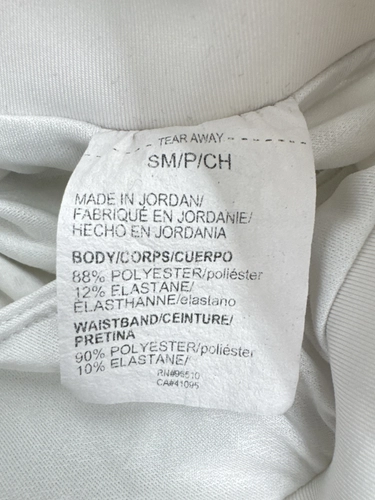 TEAR AWAY
SM/P/CH
MADE IN JORDAN/
FABRIQUÉ EN JORDANIE/
HECHO EN JORDANIA
BODY/CORPS/CUERPO
88% POLYESTER/poliéster
12% ELASTANE/
ÉLASTHANNE/elastano
WAISTBAND/CEINTURE/
PRETINA
90% POLYESTER/poliéster
10% ELASTANE/
RN#95510
CA#41095